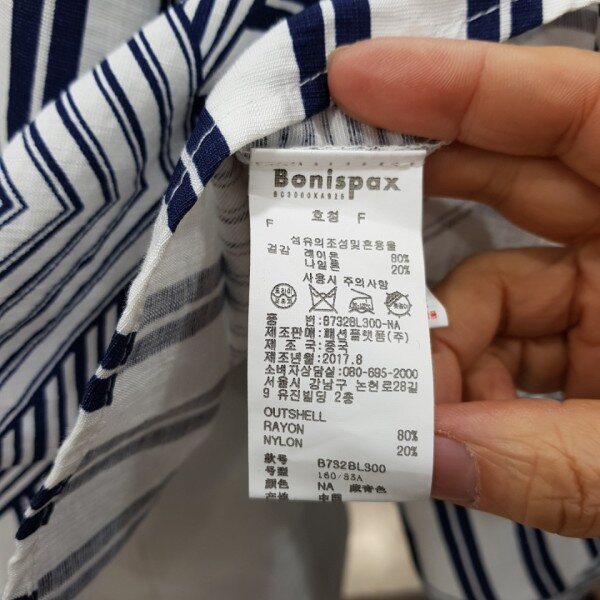 Bonispax
호칭 F
F
섬유의조성및혼용율
겉감 레이온 80%
나일론 20%
사용시 주의사항
품 번:B732BL300-NA
제조판매:패션플랫폼(주)
제 조 국:중국
제조년월:2017.8
소비자상담실:080-695-2000
서울시 강남구 논현로28길
9 유진빌딩 2층
OUTSHELL
RAYON 80%
NYLON 20%
款号 B732BL300
号型 160/83A
颜色 NA 藏青色
产地 中国